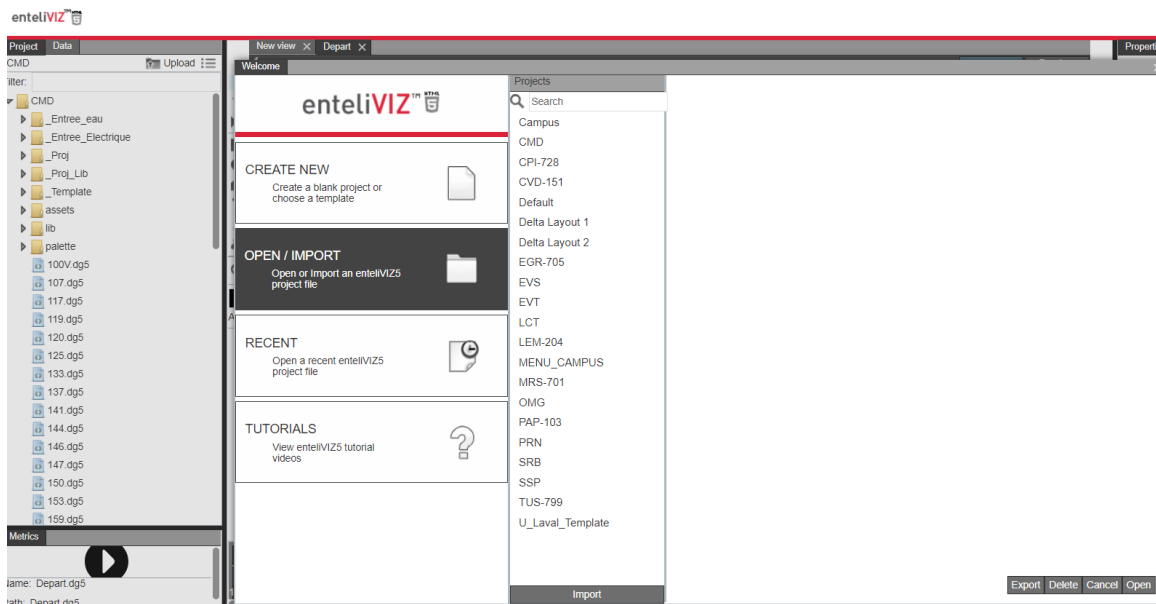 enteliVIZ™ HTML
Project Data
CMD Upload
Filter:
CMD
_Entree_eau
_Entree_Electrique
_Proj
_Proj_Lib
_Template
assets
lib
palette
100V.dg5
107.dg5
117.dg5
119.dg5
120.dg5
125.dg5
133.dg5
137.dg5
141.dg5
144.dg5
146.dg5
147.dg5
150.dg5
153.dg5
159.dg5
Metrics
Name: Depart.dg5
Path: Depart.dg5
New view × Depart ×
Properti
Welcome
enteliVIZ™ HTML
CREATE NEW
Create a blank project or
choose a template
OPEN / IMPORT
Open or Import an enteliVIZ5
project file
RECENT
Open a recent enteliVIZ5
project file
TUTORIALS
View enteliVIZ5 tutorial
videos
Projects
Search
Campus
CMD
CPI-728
CVD-151
Default
Delta Layout 1
Delta Layout 2
EGR-705
EVS
EVT
LCT
LEM-204
MENU_CAMPUS
MRS-701
OMG
PAP-103
PRN
SRB
SSP
TUS-799
U_Laval_Template
Import
Export Delete Cancel Open